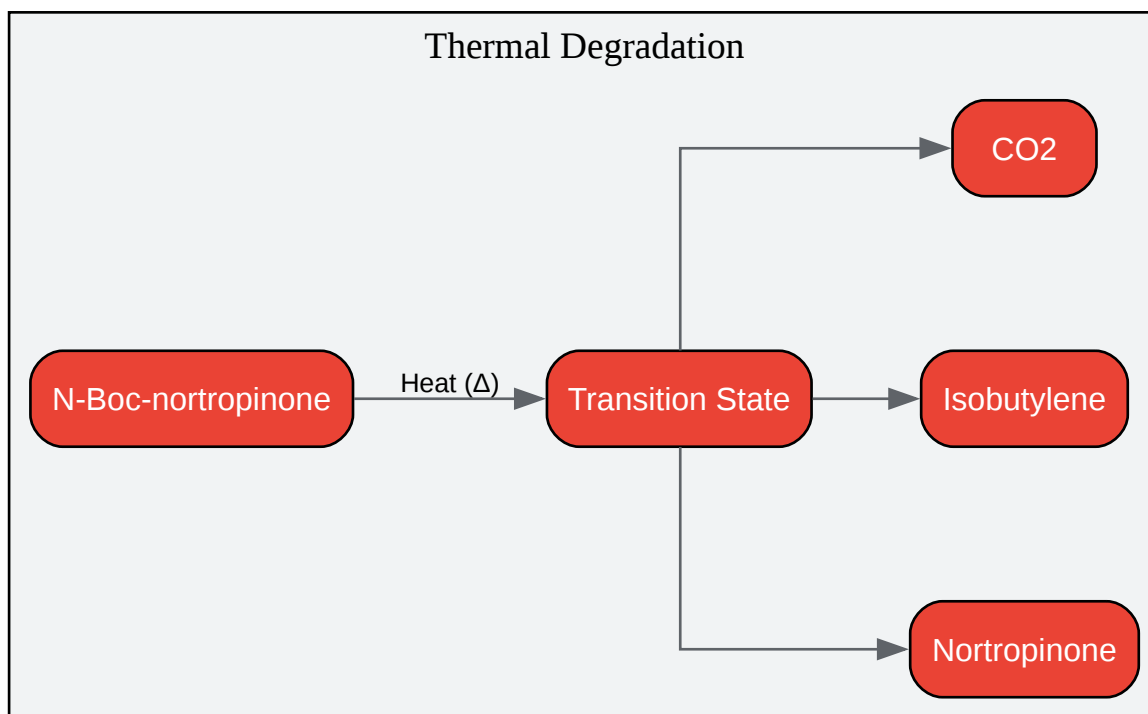 Thermal Degradation
CO2
N-Boc-nortropinone
Heat (Δ)
Transition State
Isobutylene
Nortropinone